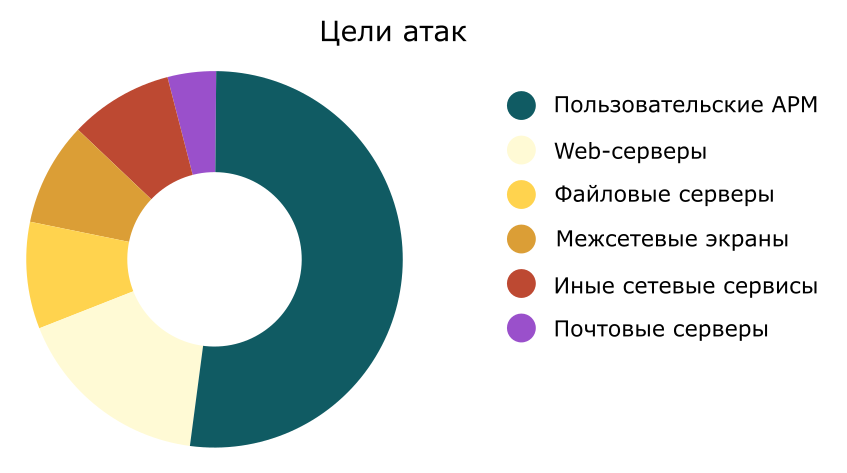 Цели атак
Пользовательские АРМ
Web-серверы
Файловые серверы
Межсетевые экраны
Иные сетевые сервисы
Почтовые серверы